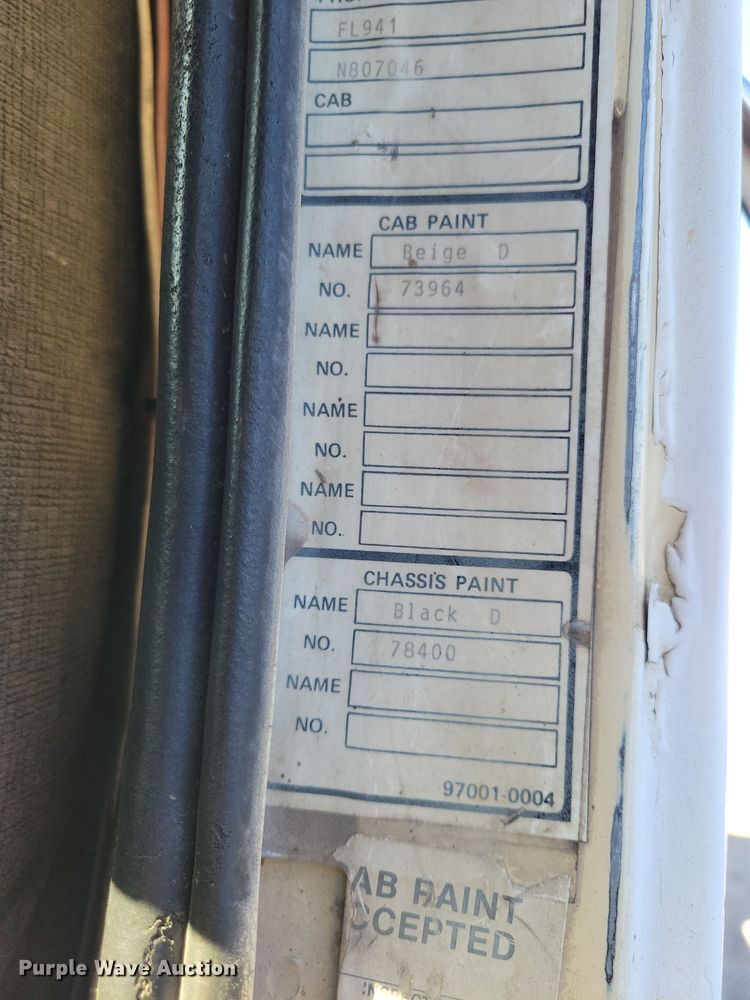 FL941
N807046
CAB
CAB PAINT
NAME Beige D
NO. 73964
NAME
NO.
NAME
NO.
NAME
NO.
CHASSIS PAINT
NAME Black D
NO. 78400
NAME
NO.
97001-0004
AB PAINT
CCEPTED
Purple Wave Auction